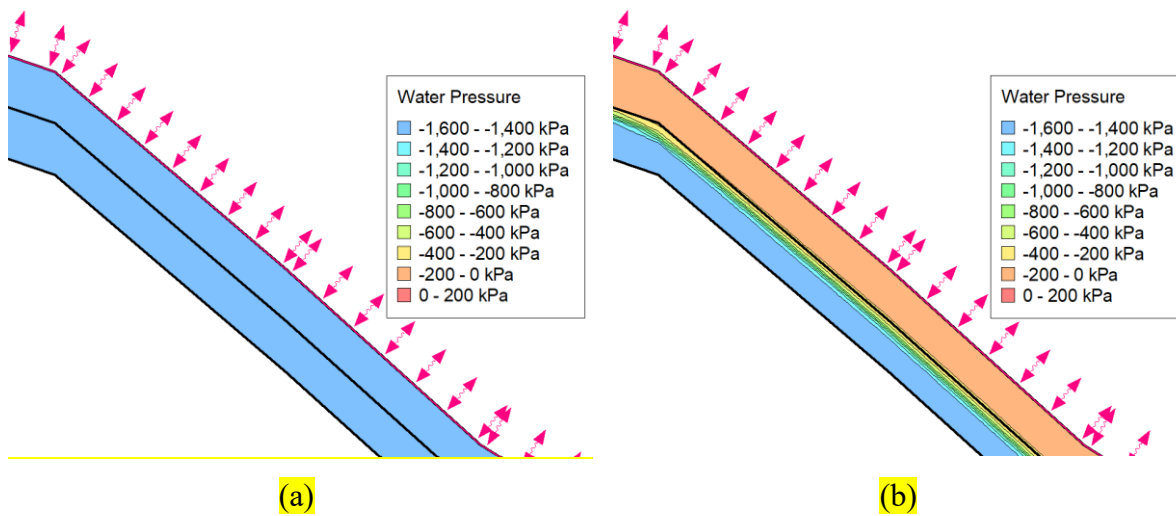 Water Pressure
-1,600 - -1,400 kPa
-1,400 - -1,200 kPa
-1,200 - -1,000 kPa
-1,000 - -800 kPa
-800 - -600 kPa
-600 - -400 kPa
-400 - -200 kPa
-200 - 0 kPa
0 - 200 kPa
(a)
Water Pressure
-1,600 - -1,400 kPa
-1,400 - -1,200 kPa
-1,200 - -1,000 kPa
-1,000 - -800 kPa
-800 - -600 kPa
-600 - -400 kPa
-400 - -200 kPa
-200 - 0 kPa
0 - 200 kPa
(b)